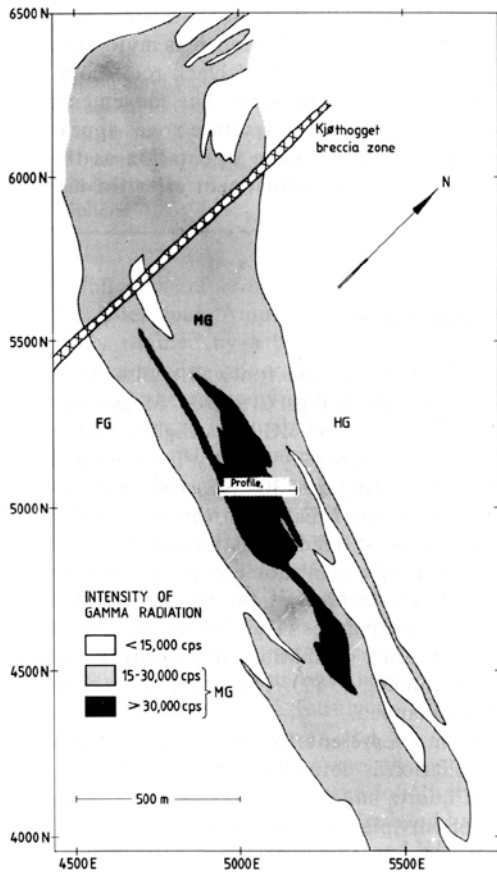 6500 N
Kjøthogget
breccia zone
6000 N
N
MG
5500 N
FG
HG
Profile,
5000 N
INTENSITY OF
GAMMA RADIATION
< 15,000 cps
15-30,000 cps
MG
> 30,000 cps
4500 N
500 m
4000 N
4500 E
5000 E
5500 E